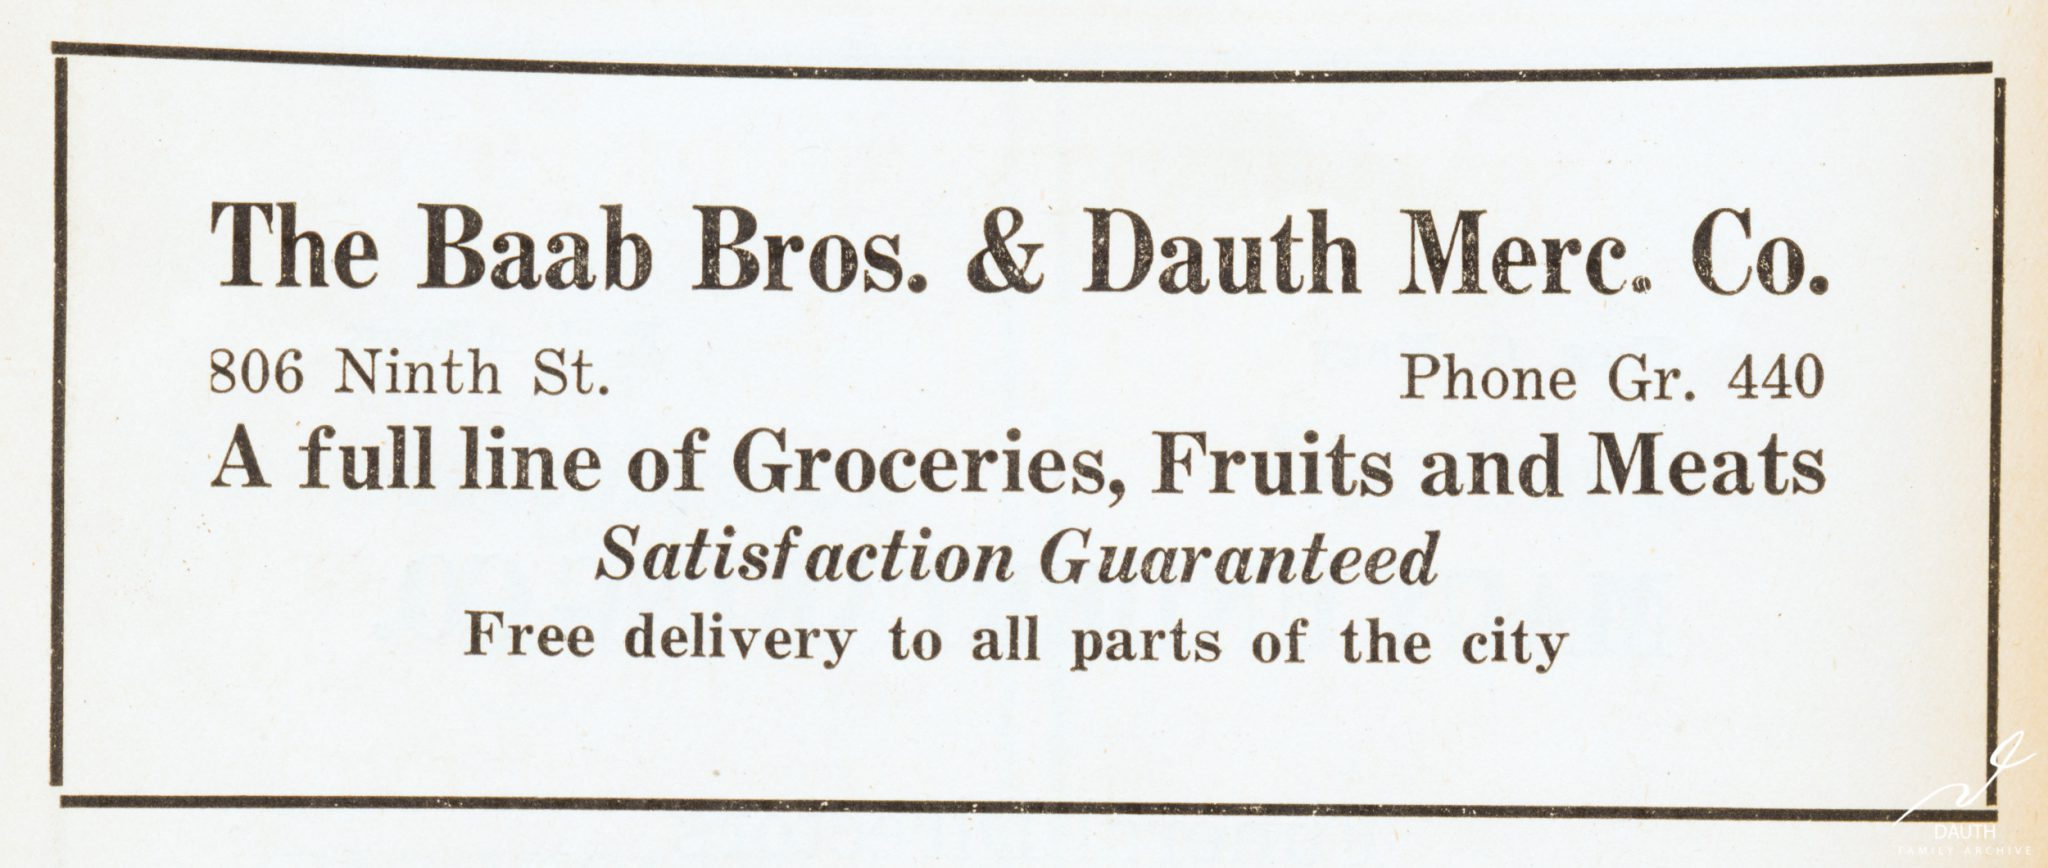 The Baab Bros. & Dauth Merc. Co.
806 Ninth St. Phone Gr. 440
A full line of Groceries, Fruits and Meats
Satisfaction Guaranteed
Free delivery to all parts of the city
DAUTH
FAMILY ARCHIVE